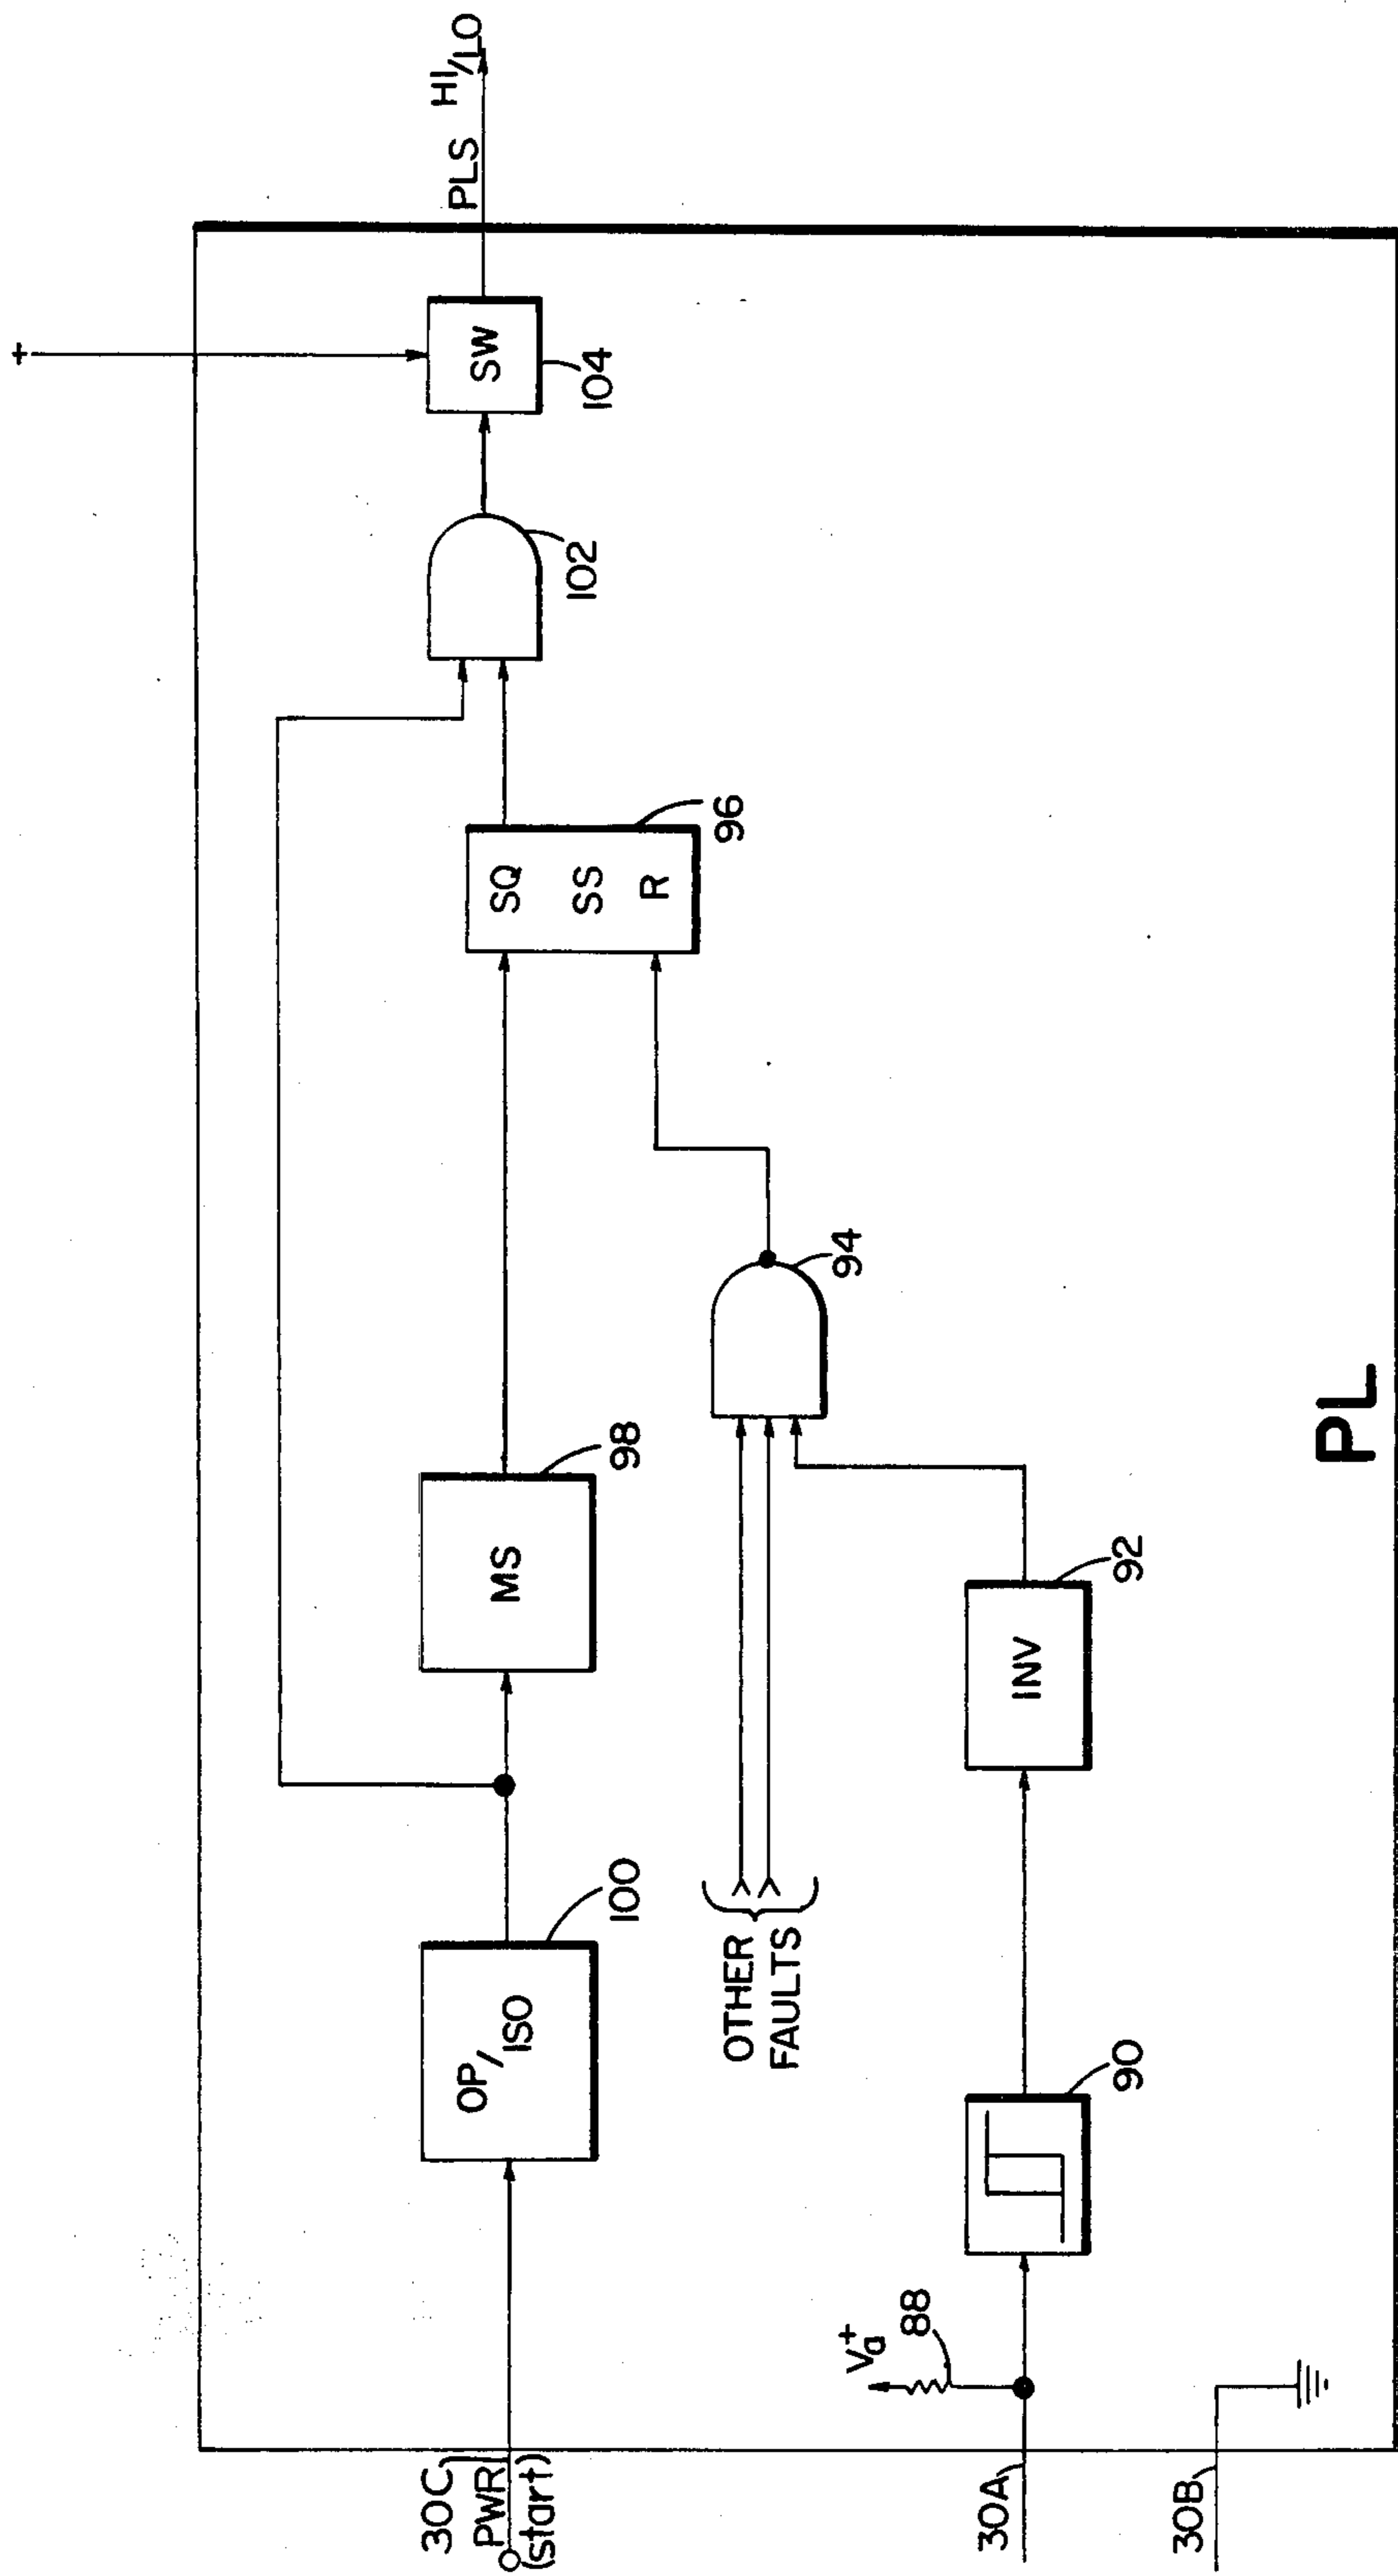 +
PLS HI/LO
SW
104
102
SQ
SS
R
96
MS
98
OP/ISO
100
30C
PWR
(start)
94
OTHER
FAULTS
INV
92
90
Va+
88
30A
30B
PL